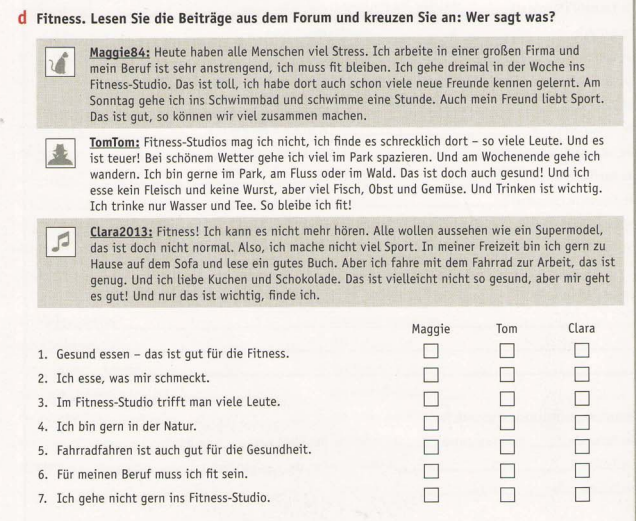 d Fitness. Lesen Sie die Beiträge aus dem Forum und kreuzen Sie an: Wer sagt was?
Maggie84: Heute haben alle Menschen viel Stress. Ich arbeite in einer großen Firma und
mein Beruf ist sehr anstrengend, ich muss fit bleiben. Ich gehe dreimal in der Woche ins
Fitness-Studio. Das ist toll, ich habe dort auch schon viele neue Freunde kennen gelernt. Am
Sonntag gehe ich ins Schwimmbad und schwimme eine Stunde. Auch mein Freund liebt Sport.
Das ist gut, so können wir viel zusammen machen.
TomTom: Fitness-Studios mag ich nicht, ich finde es schrecklich dort – so viele Leute. Und es
ist teuer! Bei schönem Wetter gehe ich viel im Park spazieren. Und am Wochenende gehe ich
wandern. Ich bin gerne im Park, am Fluss oder im Wald. Das ist doch auch gesund! Und ich
esse kein Fleisch und keine Wurst, aber viel Fisch, Obst und Gemüse. Und Trinken ist wichtig.
Ich trinke nur Wasser und Tee. So bleibe ich fit!
Clara2013: Fitness! Ich kann es nicht mehr hören. Alle wollen aussehen wie ein Supermodel,
das ist doch nicht normal. Also, ich mache nicht viel Sport. In meiner Freizeit bin ich gern zu
Hause auf dem Sofa und lese ein gutes Buch. Aber ich fahre mit dem Fahrrad zur Arbeit, das ist
genug. Und ich liebe Kuchen und Schokolade. Das ist vielleicht nicht so gesund, aber mir geht
es gut! Und nur das ist wichtig, finde ich.
Maggie Tom Clara
1. Gesund essen – das ist gut für die Fitness.
2. Ich esse, was mir schmeckt.
3. Im Fitness-Studio trifft man viele Leute.
4. Ich bin gern in der Natur.
5. Fahrradfahren ist auch gut für die Gesundheit.
6. Für meinen Beruf muss ich fit sein.
7. Ich gehe nicht gern ins Fitness-Studio.